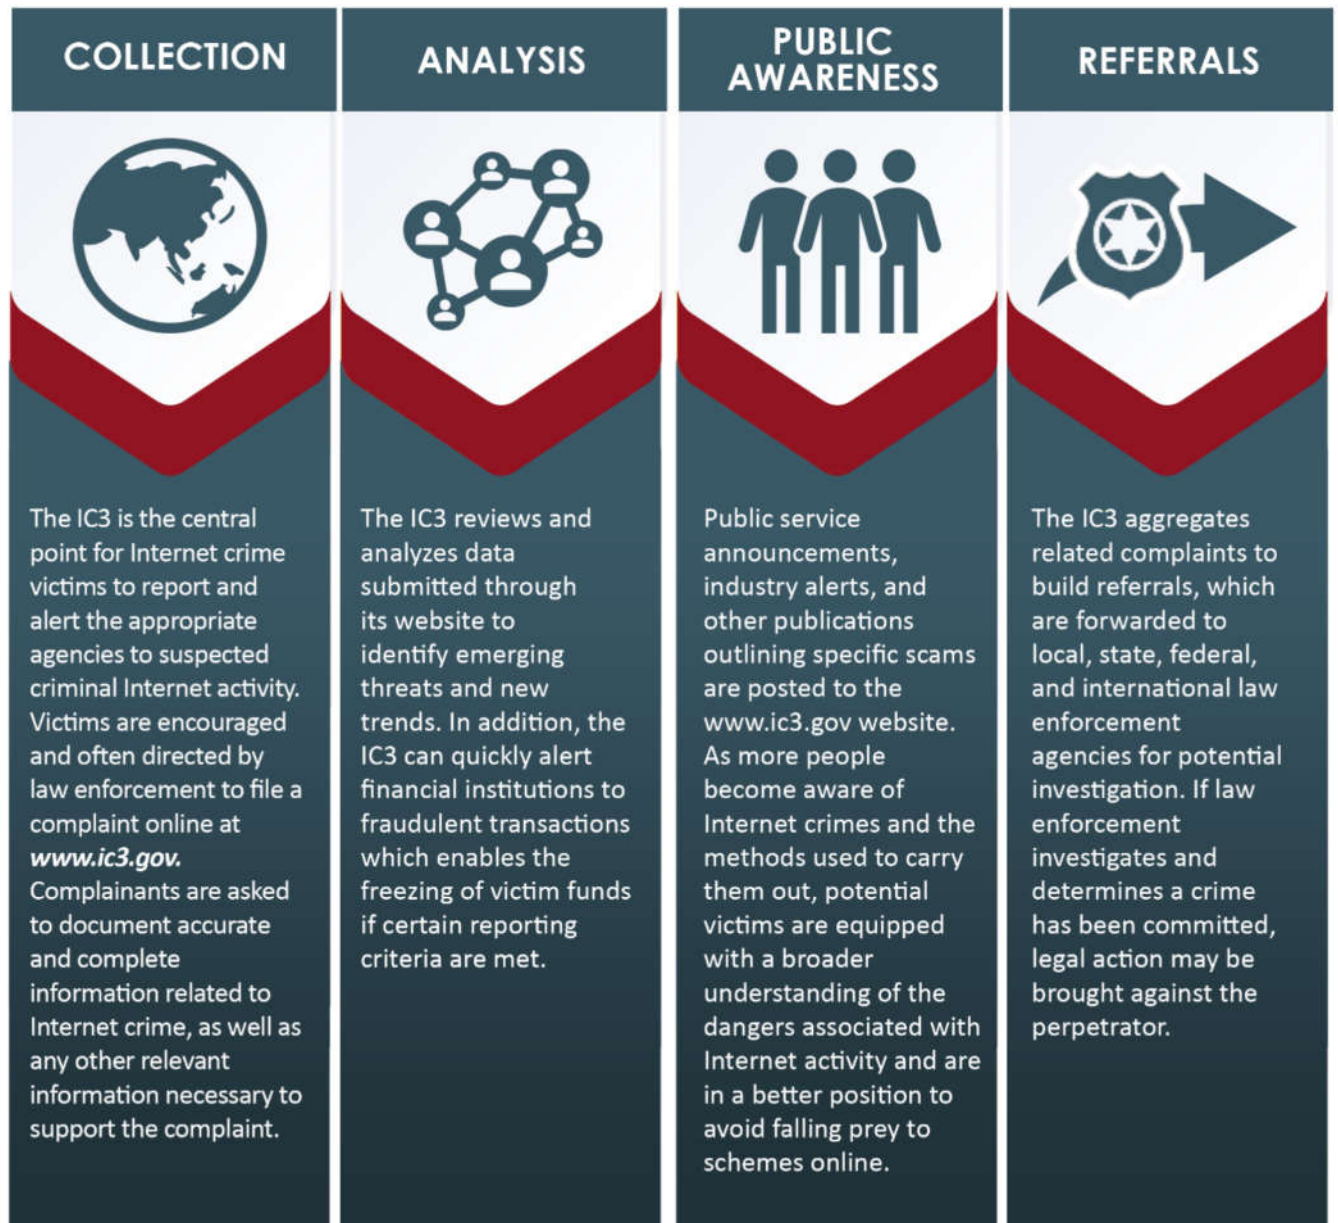 COLLECTION
The IC3 is the central
point for Internet crime
victims to report and
alert the appropriate
agencies to suspected
criminal Internet activity.
Victims are encouraged
and often directed by
law enforcement to file a
complaint online at
www.ic3.gov.
Complainants are asked
to document accurate
and complete
information related to
Internet crime, as well as
any other relevant
information necessary to
support the complaint.
ANALYSIS
The IC3 reviews and
analyzes data
submitted through
its website to
identify emerging
threats and new
trends. In addition, the
IC3 can quickly alert
financial institutions to
fraudulent transactions
which enables the
freezing of victim funds
if certain reporting
criteria are met.
PUBLIC
AWARENESS
Public service
announcements,
industry alerts, and
other publications
outlining specific scams
are posted to the
www.ic3.gov website.
As more people
become aware of
Internet crimes and the
methods used to carry
them out, potential
victims are equipped
with a broader
understanding of the
dangers associated with
Internet activity and are
in a better position to
avoid falling prey to
schemes online.
REFERRALS
The IC3 aggregates
related complaints to
build referrals, which
are forwarded to
local, state, federal,
and international law
enforcement
agencies for potential
investigation. If law
enforcement
investigates and
determines a crime
has been committed,
legal action may be
brought against the
perpetrator.